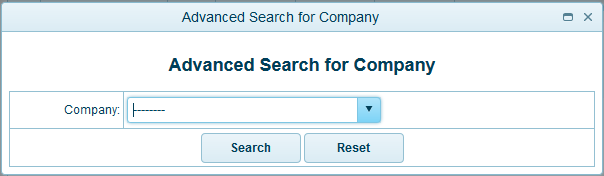 Advanced Search for Company
Advanced Search for Company
Company: --------
Search Reset